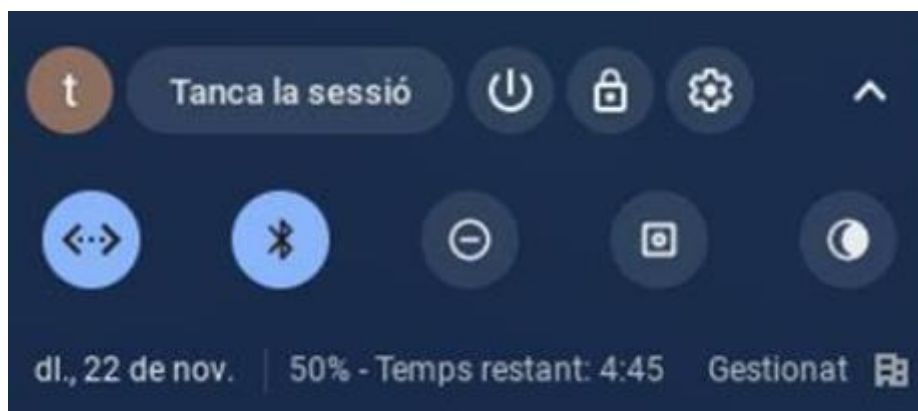 t Tanca la sessió
dl., 22 de nov. 50% - Temps restant: 4:45 Gestionat